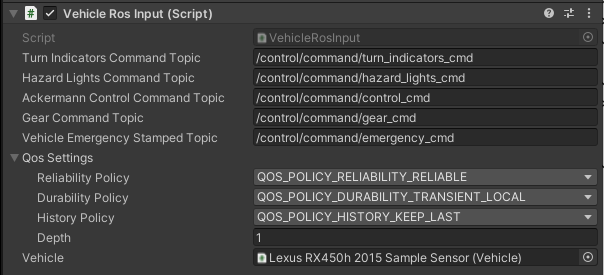 Vehicle Ros Input (Script)
Script VehicleRosInput
Turn Indicators Command Topic /control/command/turn_indicators_cmd
Hazard Lights Command Topic /control/command/hazard_lights_cmd
Ackermann Control Command Topic /control/command/control_cmd
Gear Command Topic /control/command/gear_cmd
Vehicle Emergency Stamped Topic /control/command/emergency_cmd
Qos Settings
Reliability Policy QOS_POLICY_RELIABILITY_RELIABLE
Durability Policy QOS_POLICY_DURABILITY_TRANSIENT_LOCAL
History Policy QOS_POLICY_HISTORY_KEEP_LAST
Depth 1
Vehicle Lexus RX450h 2015 Sample Sensor (Vehicle)